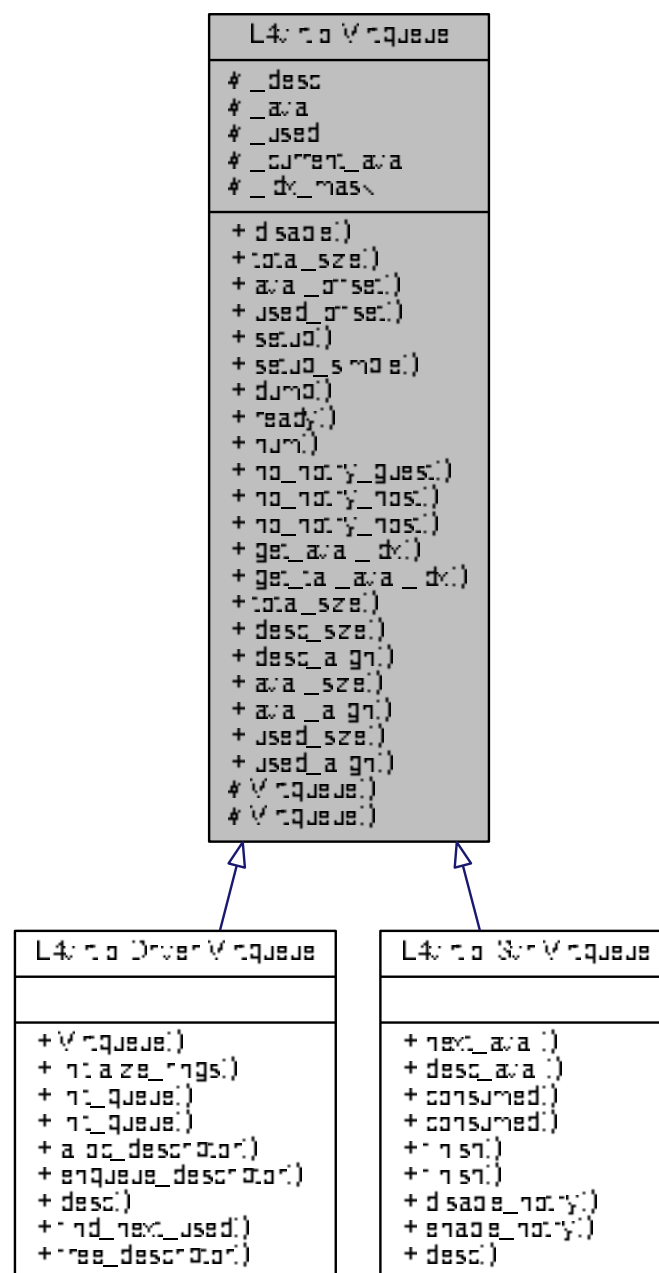 L4virtio::Virtqueue
# _desc
# _avail
# _used
# _current_avail
# _idx_mask
+ disable()
+ total_size()
+ avail_offset()
+ used_offset()
+ setup()
+ setup_simple()
+ dump()
+ ready()
+ num()
+ no_notify_guest()
+ no_notify_host()
+ no_notify_host()
+ get_avail_idx()
+ get_tail_avail_idx()
+ total_size()
+ desc_size()
+ desc_align()
+ avail_size()
+ avail_align()
+ used_size()
+ used_align()
# Virtqueue()
# Virtqueue()
L4virtio::Driver::Virtqueue
+ Virtqueue()
+ initialize_rings()
+ init_queue()
+ init_queue()
+ alloc_descriptor()
+ enqueue_descriptor()
+ desc()
+ find_next_used()
+ free_descriptor()
L4virtio::Svr::Virtqueue
+ next_avail()
+ desc_avail()
+ consumed()
+ consumed()
+ finish()
+ finish()
+ disable_notify()
+ enable_notify()
+ desc()